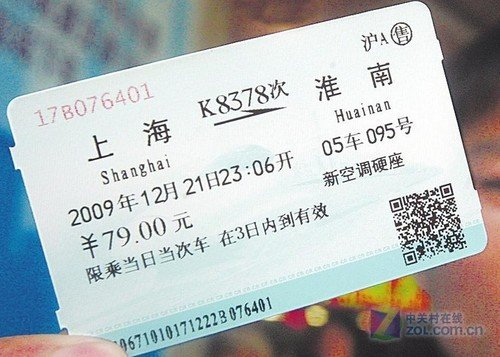 沪A 售
17B076401
上海 K8378次 淮南
Shanghai Huainan
2009年12月21日23:06开 05车095号
¥79.00元 新空调硬座
限乘当日当次车 在3日内到有效
0671010171222B076401
中关村在线
zol.com.cn